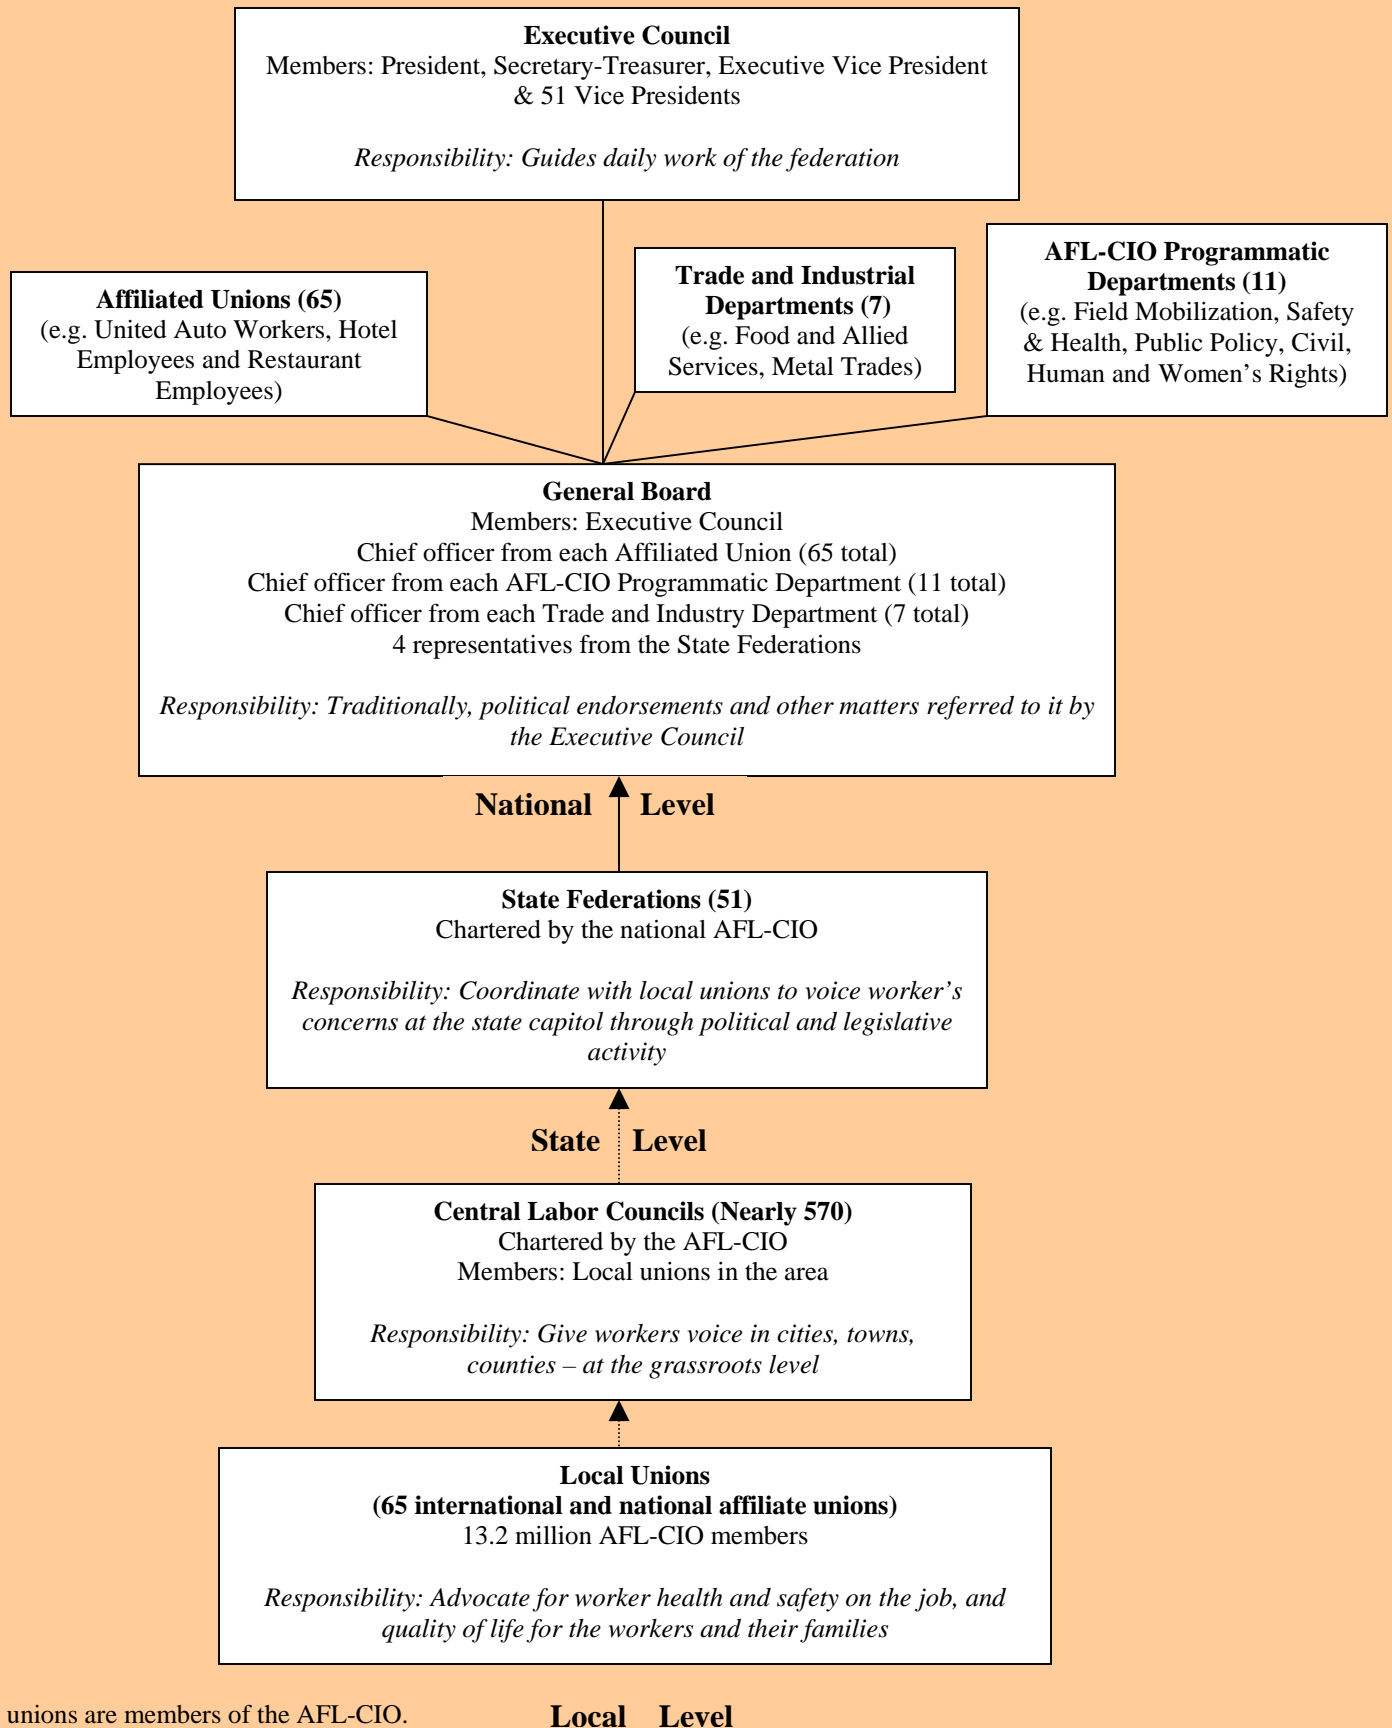 Executive Council
Members: President, Secretary-Treasurer, Executive Vice President
& 51 Vice Presidents
Responsibility: Guides daily work of the federation
Affiliated Unions (65)
(e.g. United Auto Workers, Hotel
Employees and Restaurant
Employees)
Trade and Industrial
Departments (7)
(e.g. Food and Allied
Services, Metal Trades)
AFL-CIO Programmatic
Departments (11)
(e.g. Field Mobilization, Safety
& Health, Public Policy, Civil,
Human and Women’s Rights)
General Board
Members: Executive Council
Chief officer from each Affiliated Union (65 total)
Chief officer from each AFL-CIO Programmatic Department (11 total)
Chief officer from each Trade and Industry Department (7 total)
4 representatives from the State Federations
Responsibility: Traditionally, political endorsements and other matters referred to it by
the Executive Council
National Level
State Federations (51)
Chartered by the national AFL-CIO
Responsibility: Coordinate with local unions to voice worker’s
concerns at the state capitol through political and legislative
activity
State Level
Central Labor Councils (Nearly 570)
Chartered by the AFL-CIO
Members: Local unions in the area
Responsibility: Give workers voice in cities, towns,
counties – at the grassroots level
Local Unions
(65 international and national affiliate unions)
13.2 million AFL-CIO members
Responsibility: Advocate for worker health and safety on the job, and
quality of life for the workers and their families
unions are members of the AFL-CIO.
Local Level